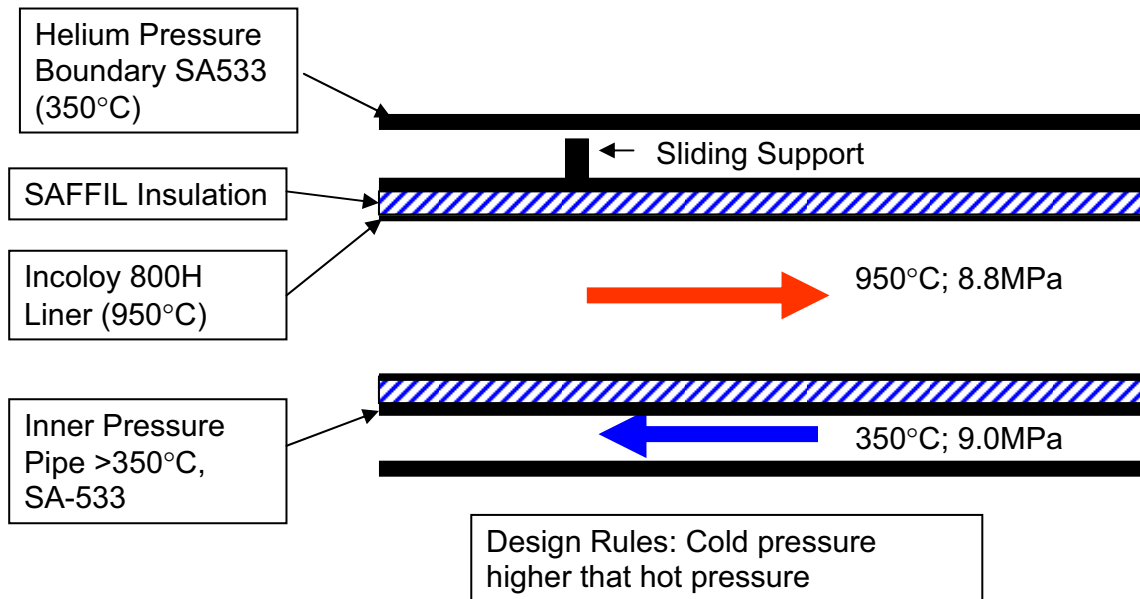 Helium Pressure
Boundary SA533
(350°C)
Sliding Support
SAFFIL Insulation
Incoloy 800H
Liner (950°C)
950°C; 8.8MPa
Inner Pressure
Pipe >350°C,
SA-533
350°C; 9.0MPa
Design Rules: Cold pressure
higher that hot pressure